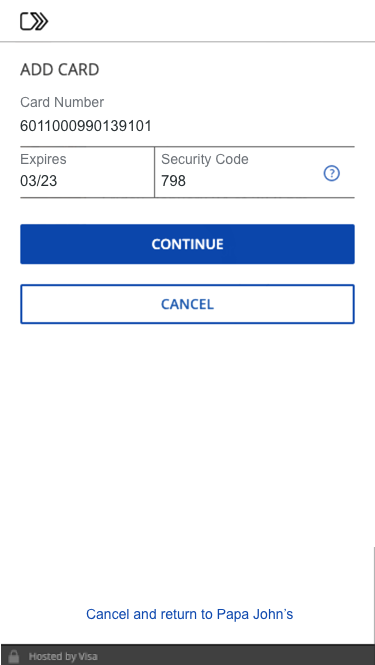 ADD CARD
Card Number
6011000990139101
Expires
03/23
Security Code
798
?
CONTINUE
CANCEL
Cancel and return to Papa John's
Hosted by Visa